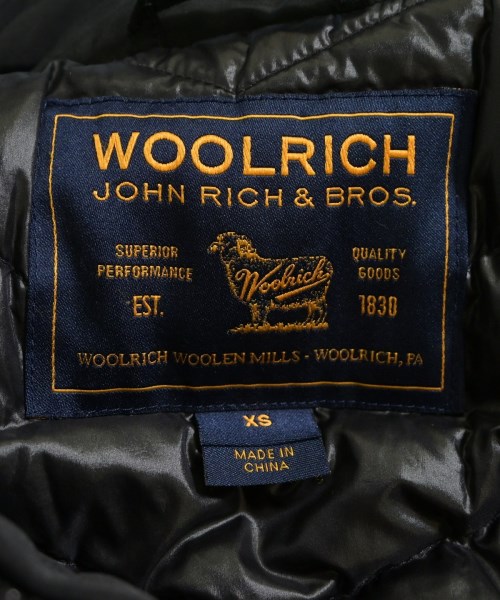 WOOLRICH
JOHN RICH & BROS.
SUPERIOR
PERFORMANCE
EST.
Woolrich
QUALITY
GOODS
1830
WOOLRICH WOOLEN MILLS - WOOLRICH, PA
XS
MADE IN
CHINA